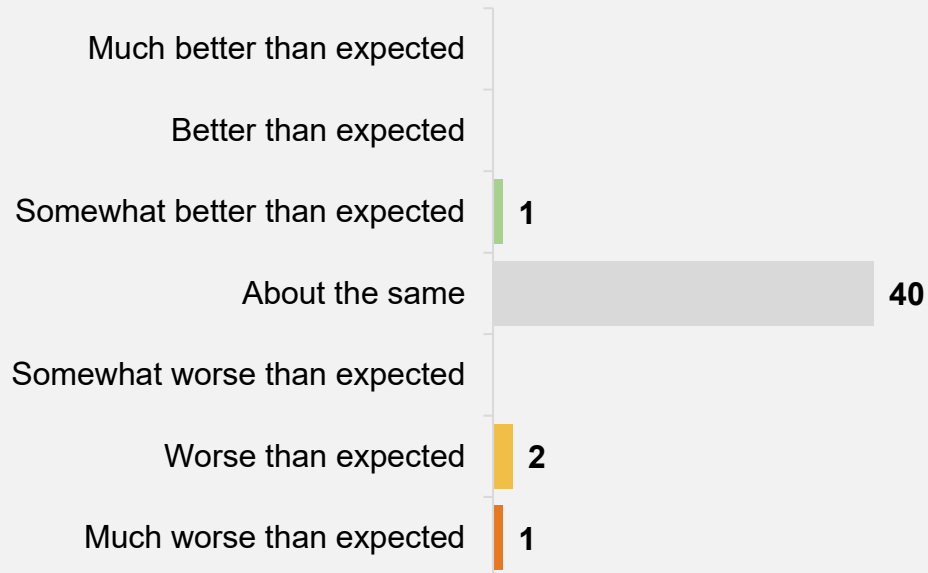 Much better than expected
Better than expected
Somewhat better than expected 1
About the same 40
Somewhat worse than expected
Worse than expected 2
Much worse than expected 1